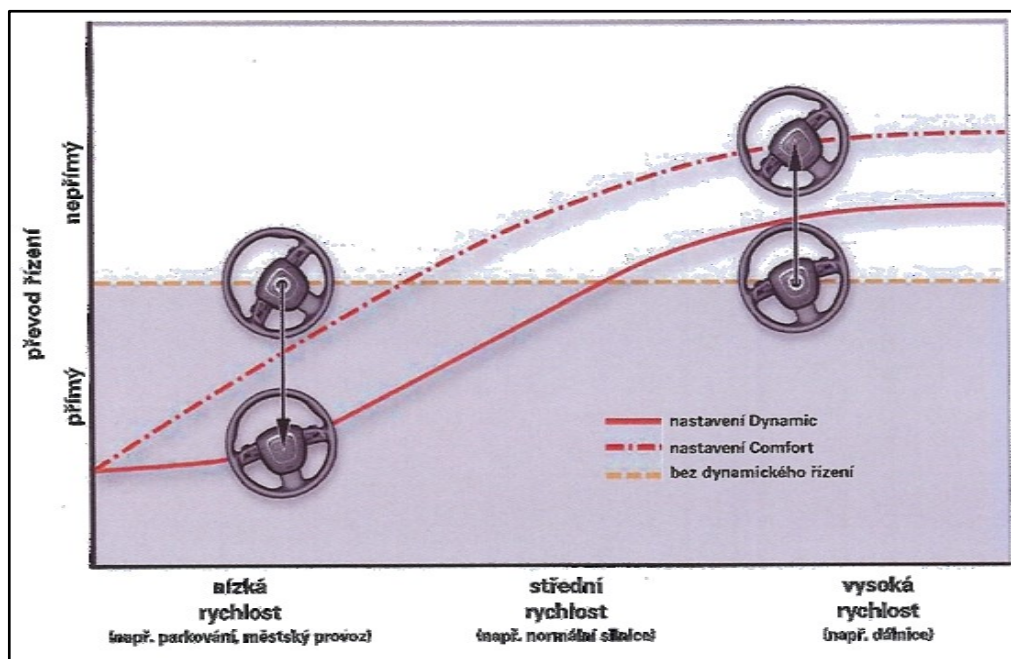 převod řízení
nepřímý
přímý
nastavení Dynamic
nastavení Comfort
bez dynamického řízení
nízká
rychlost
(např. parkování, městský provoz)
střední
rychlost
(např. normální silnice)
vysoká
rychlost
(např. dálnice)